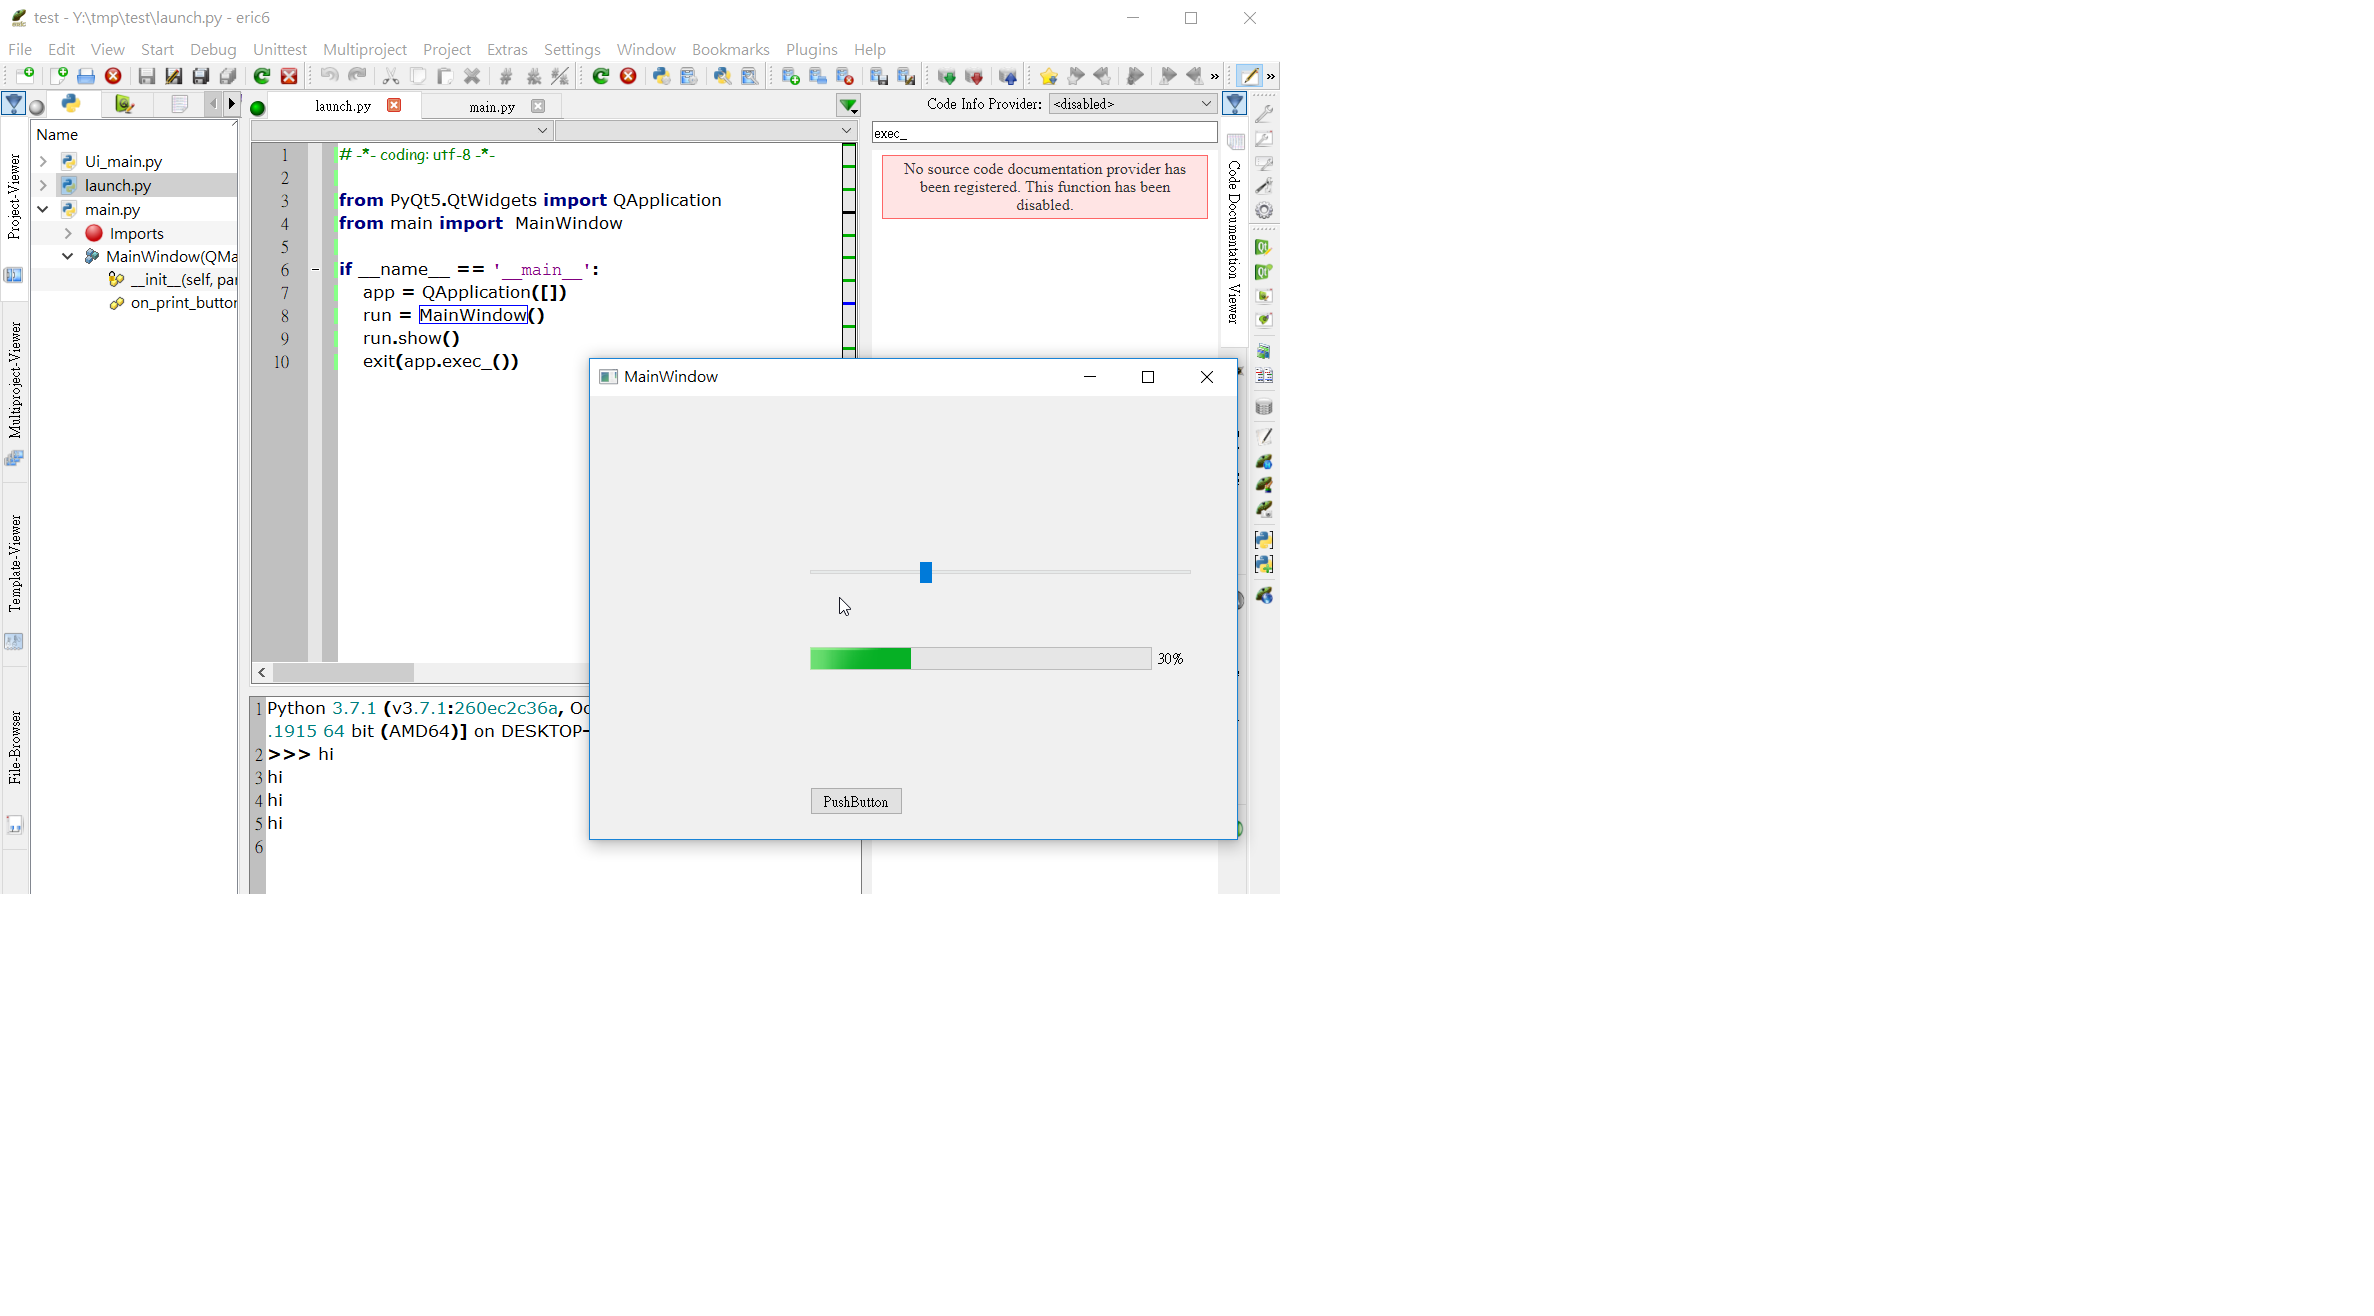 test - Y:\tmp\test\launch.py - eric6
File Edit View Start Debug Unittest Multiproject Project Extras Settings Window Bookmarks Plugins Help
launch.py
main.py
Code Info Provider: <disabled>
exec_
No source code documentation provider has
been registered. This function has been
disabled.
Code Documentation Viewer
Project-Viewer
Multiproject-Viewer
Template-Viewer
File-Browser
Name
Ui_main.py
launch.py
main.py
Imports
MainWindow(QMa
__init__(self, par
on_print_button
1 # -*- coding: utf-8 -*-
2
3 from PyQt5.QtWidgets import QApplication
4 from main import  MainWindow
5
6 if __name__ == '__main__':
7 app = QApplication([])
8 run = MainWindow()
9 run.show()
10 exit(app.exec_())
MainWindow
30%
PushButton
1 Python 3.7.1 (v3.7.1:260ec2c36a, Oc
.1915 64 bit (AMD64)] on DESKTOP-
2 >>> hi
3 hi
4 hi
5 hi
6